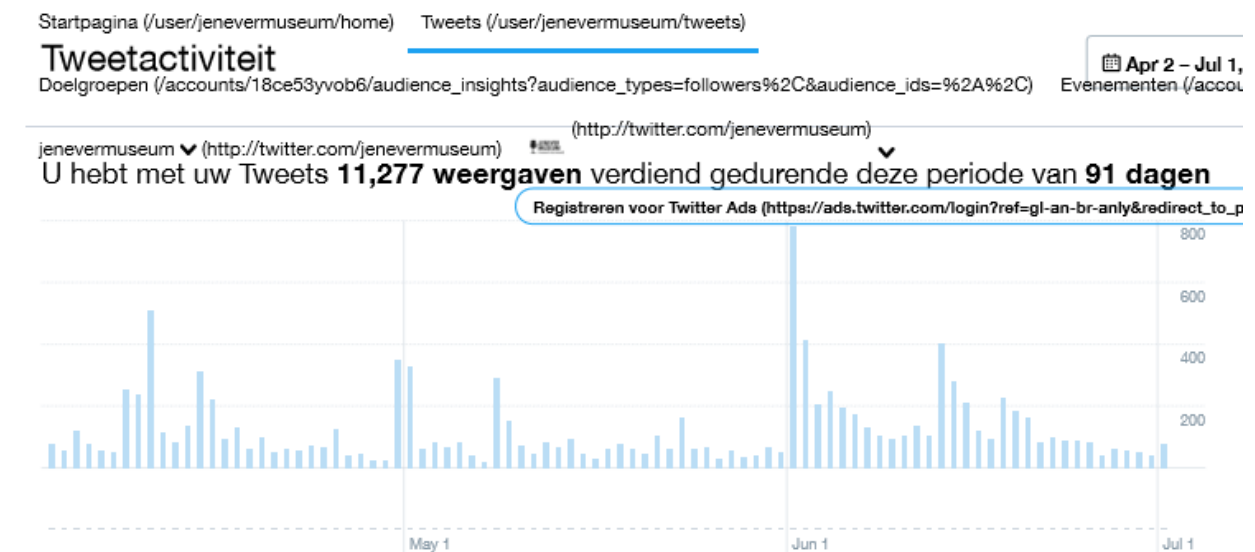 Startpagina (/user/jenevermuseum/home) Tweets (/user/jenevermuseum/tweets)
Tweetactiviteit
Apr 2 – Jul 1,
Doelgroepen (/accounts/18ce53yvob6/audience_insights?audience_types=followers%2C&audience_ids=%2A%2C) Evenementen (/accou
(http://twitter.com/jenevermuseum)
jenevermuseum (http://twitter.com/jenevermuseum)
U hebt met uw Tweets 11,277 weergaven verdiend gedurende deze periode van 91 dagen
Registreren voor Twitter Ads (https://ads.twitter.com/login?ref=gl-an-br-anly&redirect_to_p
800
600
400
200
May 1 Jun 1 Jul 1